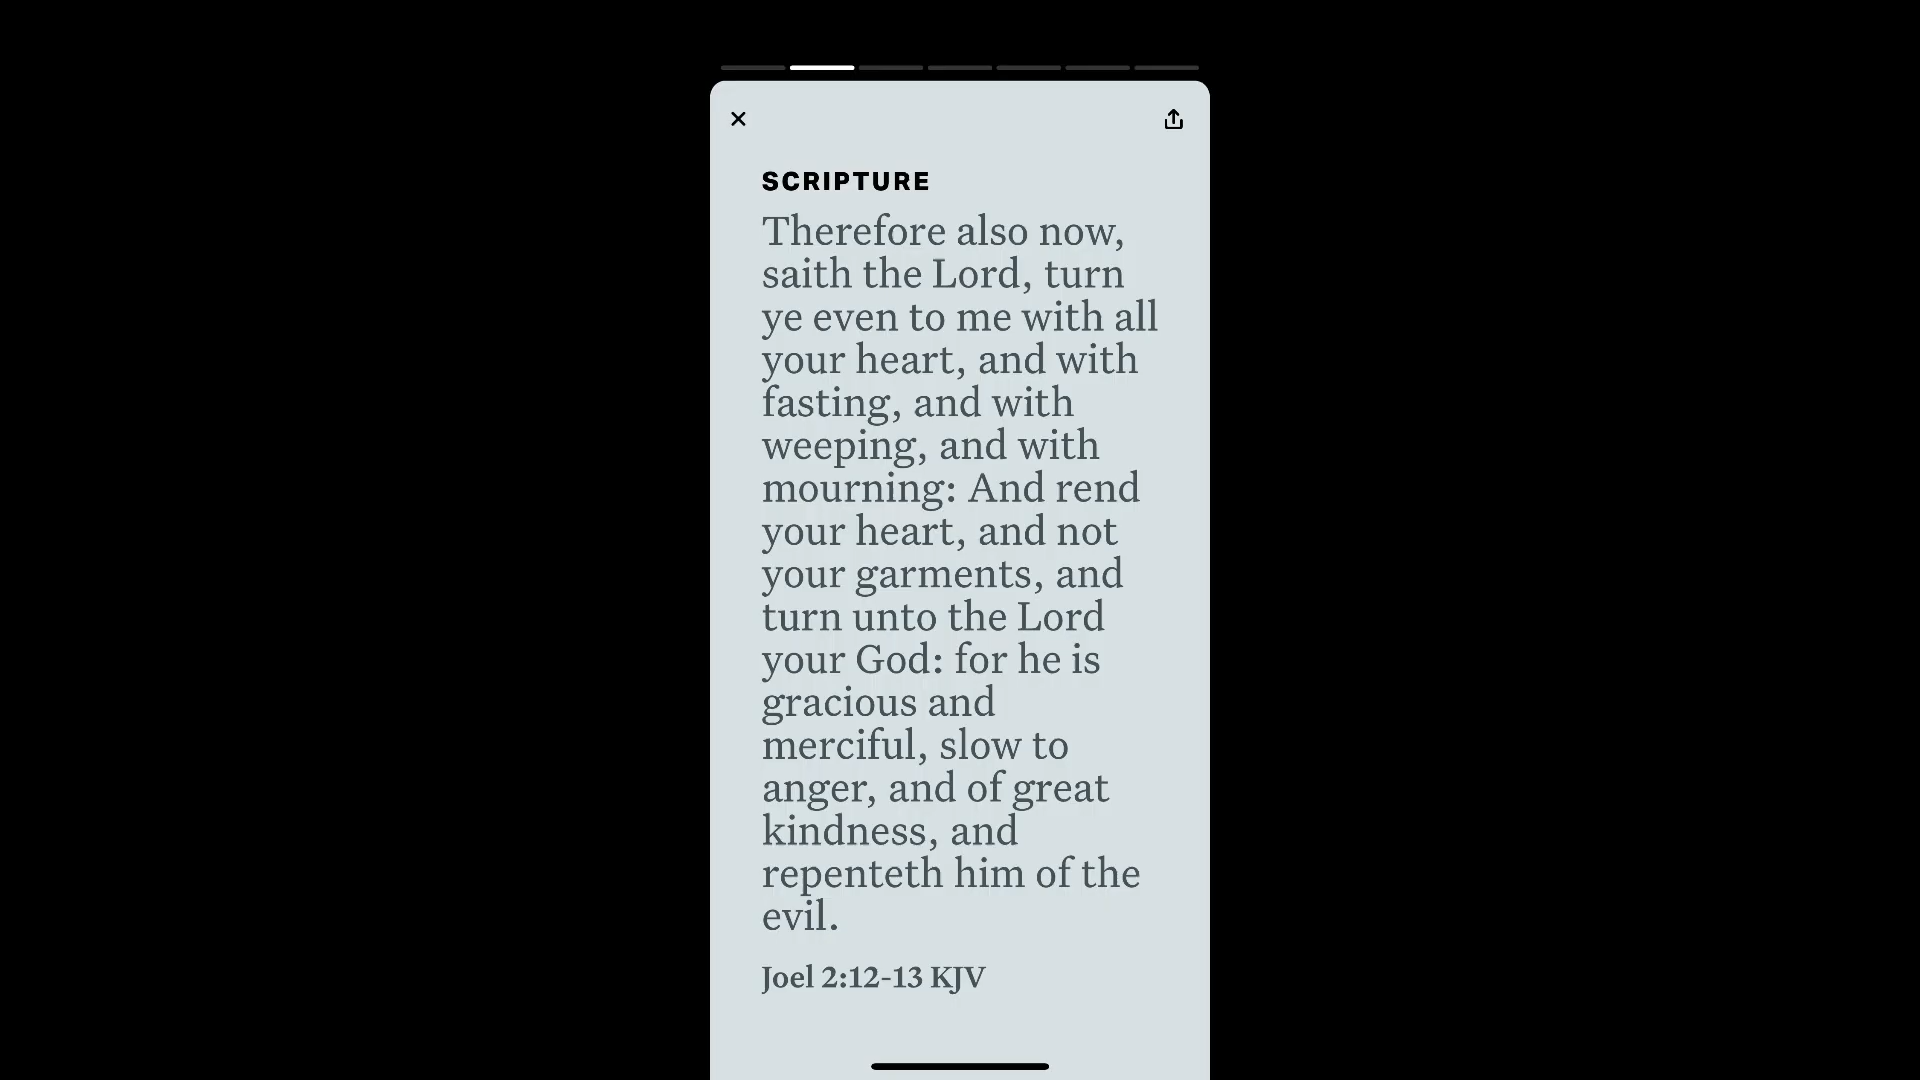 SCRIPTURE
Therefore also now,
saith the Lord, turn
ye even to me with all
your heart, and with
fasting, and with
weeping, and with
mourning: And rend
your heart, and not
your garments, and
turn unto the Lord
your God: for he is
gracious and
merciful, slow to
anger, and of great
kindness, and
repenteth him of the
evil.
Joel 2:12-13 KJV